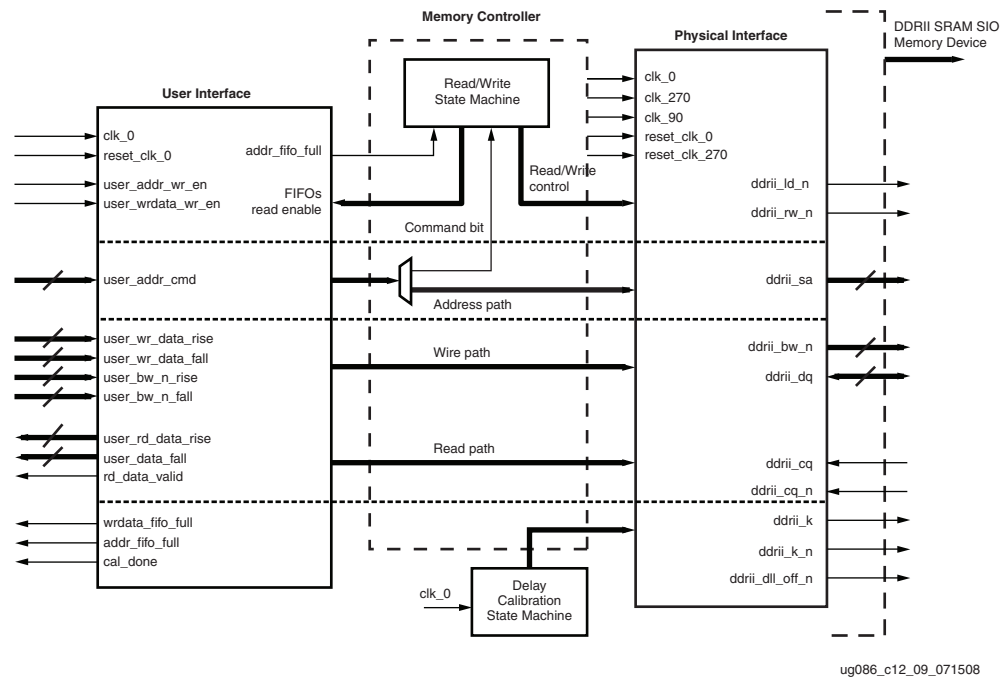 Memory Controller
DDRII SRAM SIO
Memory Device
Physical Interface
User Interface
Read/Write
State Machine
clk_0
clk_270
clk_90
reset_clk_0
reset_clk_270
clk_0
reset_clk_0
user_addr_wr_en
user_wrdata_wr_en
addr_fifo_full
FIFOs
read enable
Read/Write
control
Command bit
ddrii_ld_n
ddrii_rw_n
user_addr_cmd
Address path
ddrii_sa
user_wr_data_rise
user_wr_data_fall
user_bw_n_rise
user_bw_n_fall
Wire path
ddrii_bw_n
ddrii_dq
user_rd_data_rise
user_data_fall
rd_data_valid
Read path
ddrii_cq
ddrii_cq_n
wrdata_fifo_full
addr_fifo_full
cal_done
ddrii_k
ddrii_k_n
ddrii_dll_off_n
clk_0
Delay
Calibration
State Machine
ug086_c12_09_071508